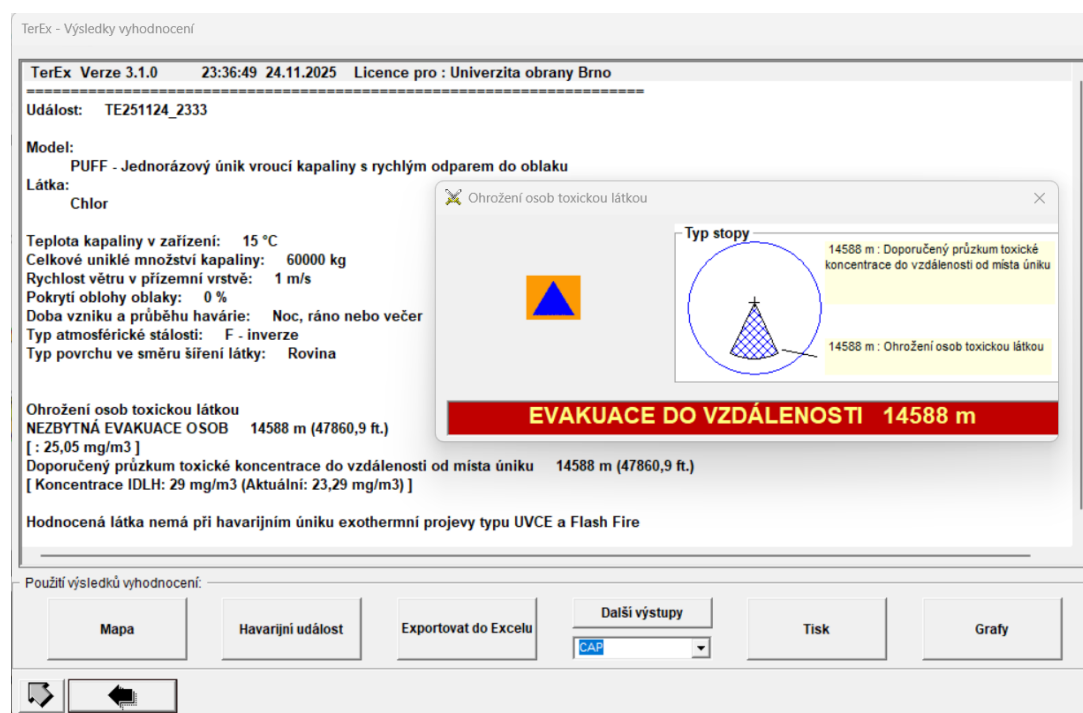 TerEx - Výsledky vyhodnocení
TerEx Verze 3.1.0 23:36:49 24.11.2025 Licence pro : Univerzita obrany Brno
======================================================================
Událost: TE251124_2333
Model:
PUFF - Jednorázový únik vroucí kapaliny s rychlým odparem do oblaku
Látka:
Chlor
Teplota kapaliny v zařízení: 15 °C
Celkové uniklé množství kapaliny: 60000 kg
Rychlost větru v přízemní vrstvě: 1 m/s
Pokrytí oblohy oblaky: 0 %
Doba vzniku a průběhu havárie: Noc, ráno nebo večer
Typ atmosférické stálosti: F - inverze
Typ povrchu ve směru šíření látky: Rovina
Ohrožení osob toxickou látkou
NEZBYTNÁ EVAKUACE OSOB 14588 m (47860,9 ft.)
[ : 25,05 mg/m3 ]
Doporučený průzkum toxické koncentrace do vzdálenosti od místa úniku 14588 m (47860,9 ft.)
[ Koncentrace IDLH: 29 mg/m3 (Aktuální: 23,29 mg/m3) ]
Hodnocená látka nemá při havarijním úniku exothermní projevy typu UVCE a Flash Fire
Ohrožení osob toxickou látkou
Typ stopy
14588 m : Doporučený průzkum toxické
koncentrace do vzdálenosti od místa úniku
14588 m : Ohrožení osob toxickou látkou
EVAKUACE DO VZDÁLENOSTI 14588 m
Použití výsledků vyhodnocení:
Mapa
Havarijní událost
Exportovat do Excelu
Další výstupy
CAP
Tisk
Grafy